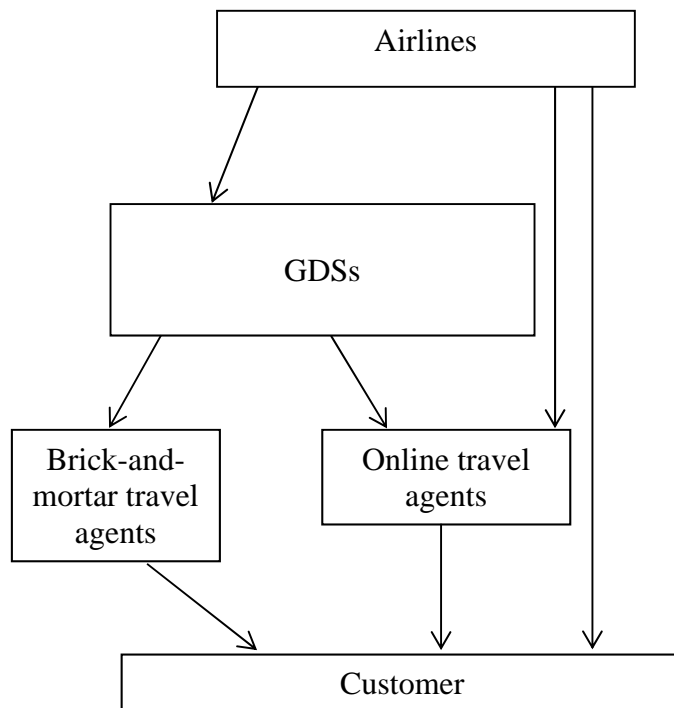 Airlines
GDSs
Brick-and-
mortar travel
agents
Online travel
agents
Customer